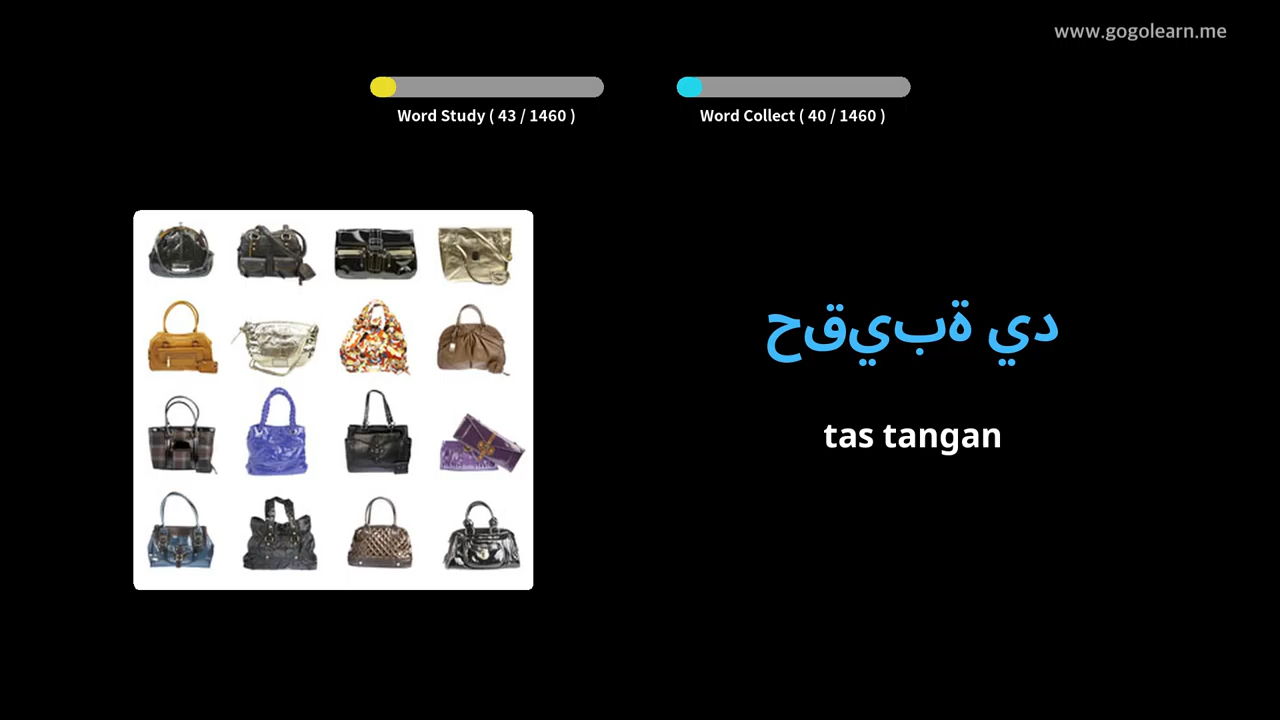 www.gogolearn.me
Word Study ( 43 / 1460 )
Word Collect ( 40 / 1460 )
حقيبة يد
tas tangan